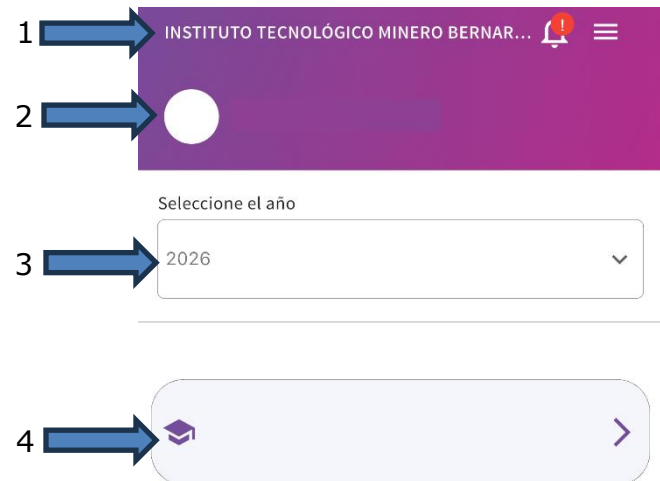 1 INSTITUTO TECNOLÓGICO MINERO BERNAR... !
2
Seleccione el año
3 2026
4